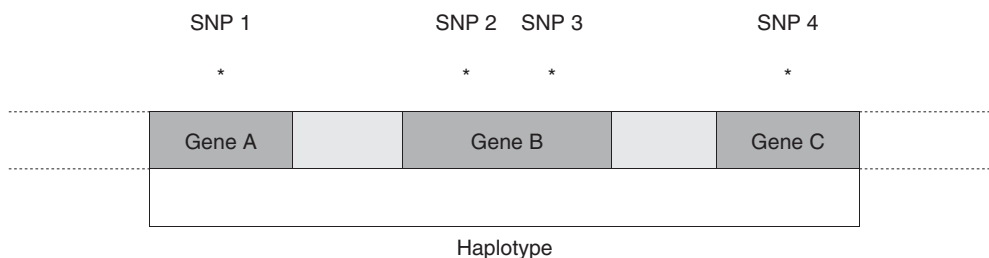 SNP 1 SNP 2 SNP 3 SNP 4
* * * *
Gene A Gene B Gene C
Haplotype